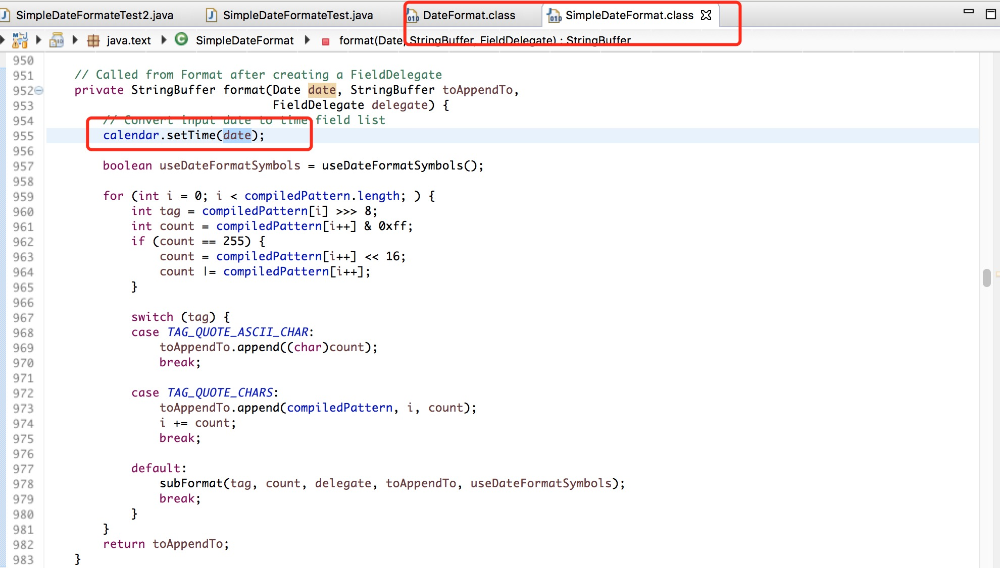 SimpleDateFormateTest2.java SimpleDateFormateTest.java DateFormat.class SimpleDateFormat.class
java.text SimpleDateFormat format(Date, StringBuffer, FieldDelegate) : StringBuffer
950
951 // Called from Format after creating a FieldDelegate
952 private StringBuffer format(Date date, StringBuffer toAppendTo,
953 FieldDelegate delegate) {
954 // Convert input date to time field list
955 calendar.setTime(date);
956
957 boolean useDateFormatSymbols = useDateFormatSymbols();
958
959 for (int i = 0; i < compiledPattern.length; ) {
960 int tag = compiledPattern[i] >>> 8;
961 int count = compiledPattern[i++] & 0xff;
962 if (count == 255) {
963 count = compiledPattern[i++] << 16;
964 count |= compiledPattern[i++];
965 }
966
967 switch (tag) {
968 case TAG_QUOTE_ASCII_CHAR:
969 toAppendTo.append((char)count);
970 break;
971
972 case TAG_QUOTE_CHARS:
973 toAppendTo.append(compiledPattern, i, count);
974 i += count;
975 break;
976
977 default:
978 subFormat(tag, count, delegate, toAppendTo, useDateFormatSymbols);
979 break;
980 }
981 }
982 return toAppendTo;
983 }